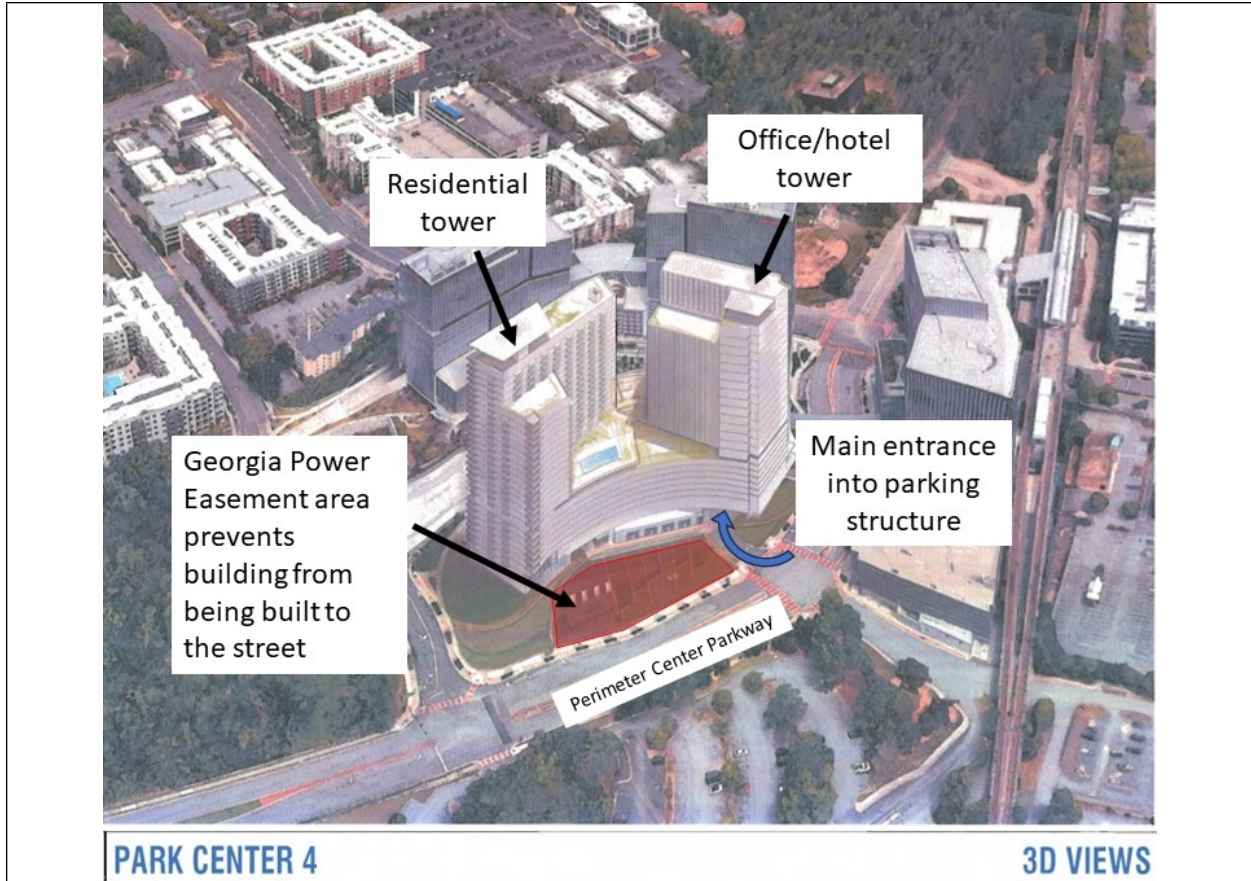 Office/hotel
tower
Residential
tower
Georgia Power
Easement area
prevents
building from
being built to
the street
Main entrance
into parking
structure
Perimeter Center Parkway
PARK CENTER 4
3D VIEWS